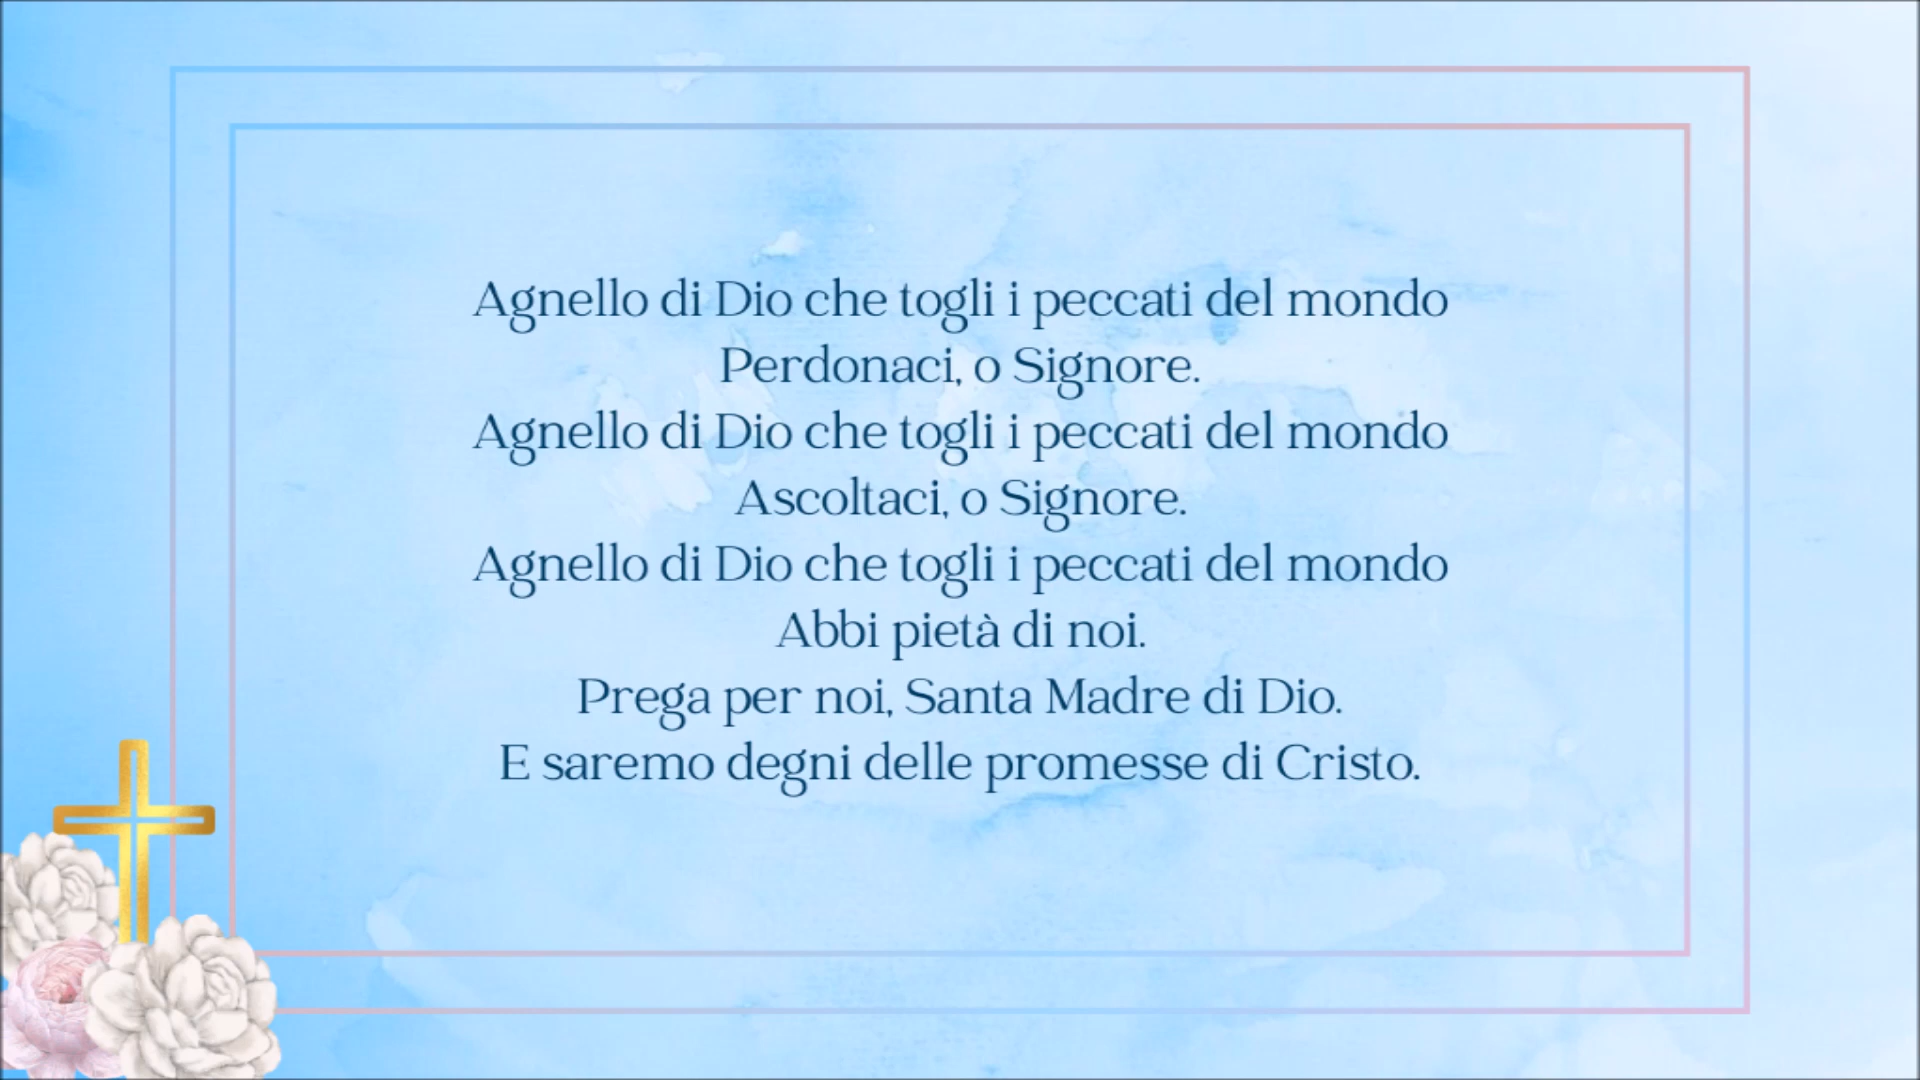 Agnello di Dio che togli i peccati del mondo
Perdonaci, o Signore.
Agnello di Dio che togli i peccati del mondo
Ascoltaci, o Signore.
Agnello di Dio che togli i peccati del mondo
Abbi pietà di noi.
Prega per noi, Santa Madre di Dio.
E saremo degni delle promesse di Cristo.